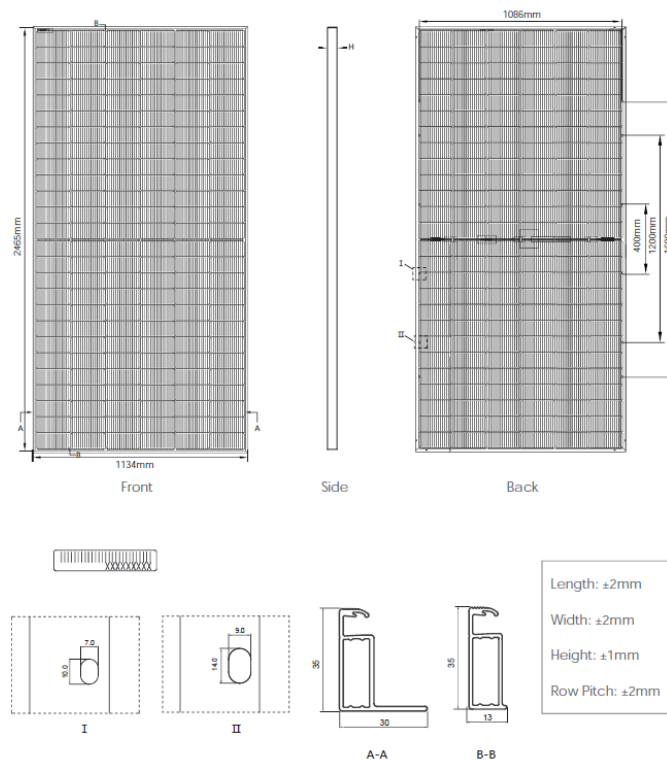 B
1086mm
H
2465mm
400mm
1200mm
I
II
A
A
B
1134mm
Front
Side
Back
7.0
10.0
I
9.0
14.0
II
35
30
A-A
35
13
B-B
Length: ±2mm
Width: ±2mm
Height: ±1mm
Row Pitch: ±2mm